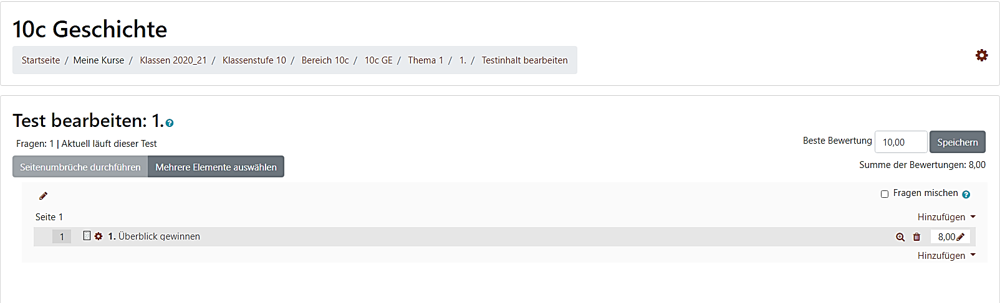 10c Geschichte
Startseite / Meine Kurse / Klassen 2020_21 / Klassenstufe 10 / Bereich 10c / 10c GE / Thema 1 / 1. / Testinhalt bearbeiten
Test bearbeiten: 1.
Fragen: 1 | Aktuell läuft dieser Test
Beste Bewertung 10,00 Speichern
Seitenumbrüche durchführen Mehrere Elemente auswählen
Summe der Bewertungen: 8,00
Fragen mischen
Seite 1 Hinzufügen
1 1. Überblick gewinnen 8,00
Hinzufügen